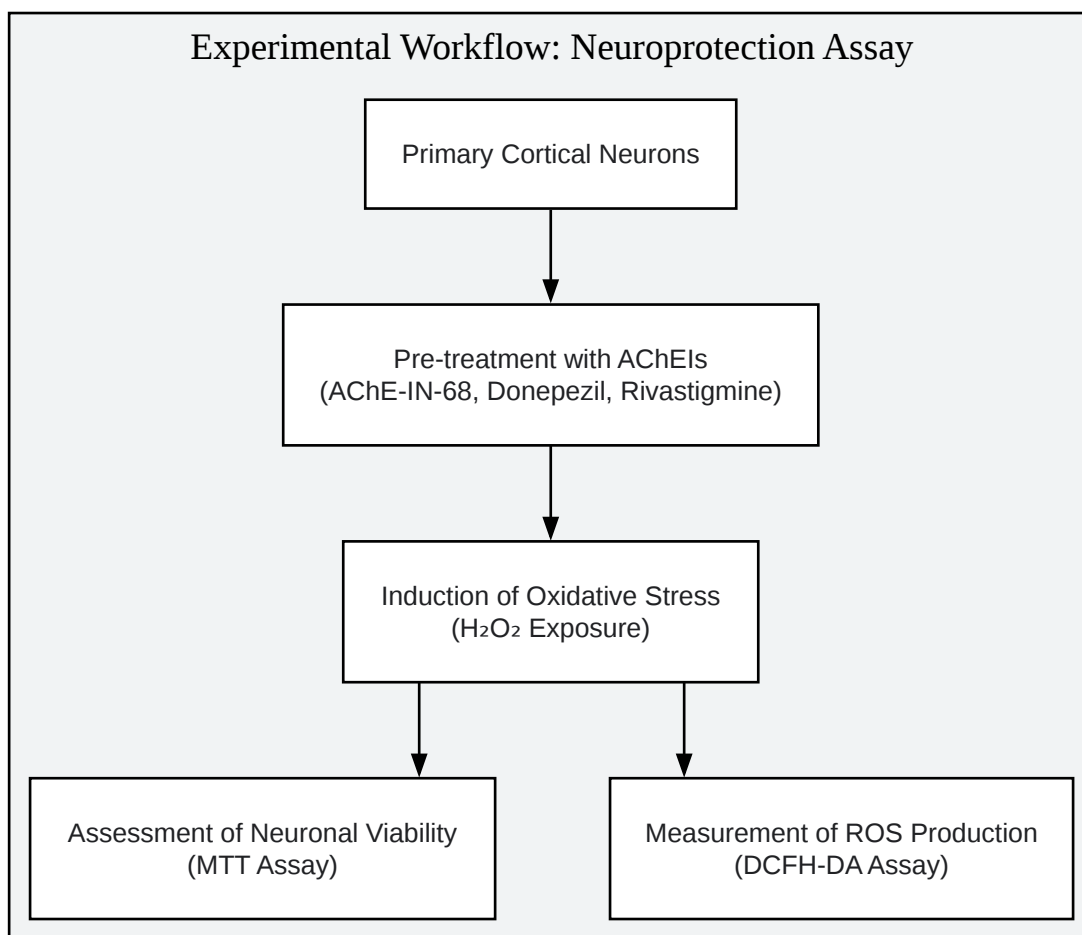 Experimental Workflow: Neuroprotection Assay
Primary Cortical Neurons
Pre-treatment with AChEIs
(AChE-IN-68, Donepezil, Rivastigmine)
Induction of Oxidative Stress
(H₂O₂ Exposure)
Assessment of Neuronal Viability
(MTT Assay)
Measurement of ROS Production
(DCFH-DA Assay)